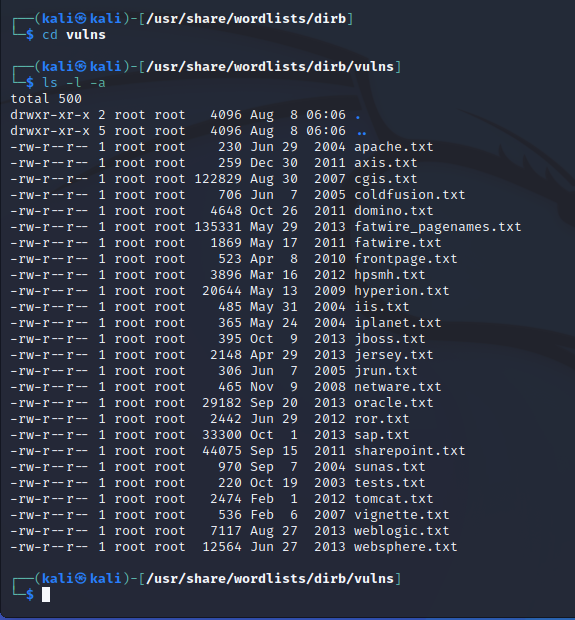 ┌──(kali㉿kali)-[/usr/share/wordlists/dirb]
└─$ cd vulns
┌──(kali㉿kali)-[/usr/share/wordlists/dirb/vulns]
└─$ ls -l -a
total 500
drwxr-xr-x 2 root root   4096 Aug  8 06:06 .
drwxr-xr-x 5 root root   4096 Aug  8 06:06 ..
-rw-r--r-- 1 root root    230 Jun 29  2004 apache.txt
-rw-r--r-- 1 root root    259 Dec 30  2011 axis.txt
-rw-r--r-- 1 root root 122829 Aug 30  2007 cgis.txt
-rw-r--r-- 1 root root    706 Jun  7  2005 coldfusion.txt
-rw-r--r-- 1 root root   4648 Oct 26  2011 domino.txt
-rw-r--r-- 1 root root 135331 May 29  2013 fatwire_pagenames.txt
-rw-r--r-- 1 root root   1869 May 17  2011 fatwire.txt
-rw-r--r-- 1 root root    523 Apr  8  2010 frontpage.txt
-rw-r--r-- 1 root root   3896 Mar 16  2012 hpsmh.txt
-rw-r--r-- 1 root root  20644 May 13  2009 hyperion.txt
-rw-r--r-- 1 root root    485 May 31  2004 iis.txt
-rw-r--r-- 1 root root    365 May 24  2004 iplanet.txt
-rw-r--r-- 1 root root    395 Oct  9  2013 jboss.txt
-rw-r--r-- 1 root root   2148 Apr 29  2013 jersey.txt
-rw-r--r-- 1 root root    306 Jun  7  2005 jrun.txt
-rw-r--r-- 1 root root    465 Nov  9  2008 netware.txt
-rw-r--r-- 1 root root  29182 Sep 20  2013 oracle.txt
-rw-r--r-- 1 root root   2442 Jun 29  2012 ror.txt
-rw-r--r-- 1 root root  33300 Oct  1  2013 sap.txt
-rw-r--r-- 1 root root  44075 Sep 15  2011 sharepoint.txt
-rw-r--r-- 1 root root    970 Sep  7  2004 sunas.txt
-rw-r--r-- 1 root root    220 Oct 19  2003 tests.txt
-rw-r--r-- 1 root root   2474 Feb  1  2012 tomcat.txt
-rw-r--r-- 1 root root    536 Feb  6  2007 vignette.txt
-rw-r--r-- 1 root root   7117 Aug 27  2013 weblogic.txt
-rw-r--r-- 1 root root  12564 Jun 27  2013 websphere.txt
┌──(kali㉿kali)-[/usr/share/wordlists/dirb/vulns]
└─$